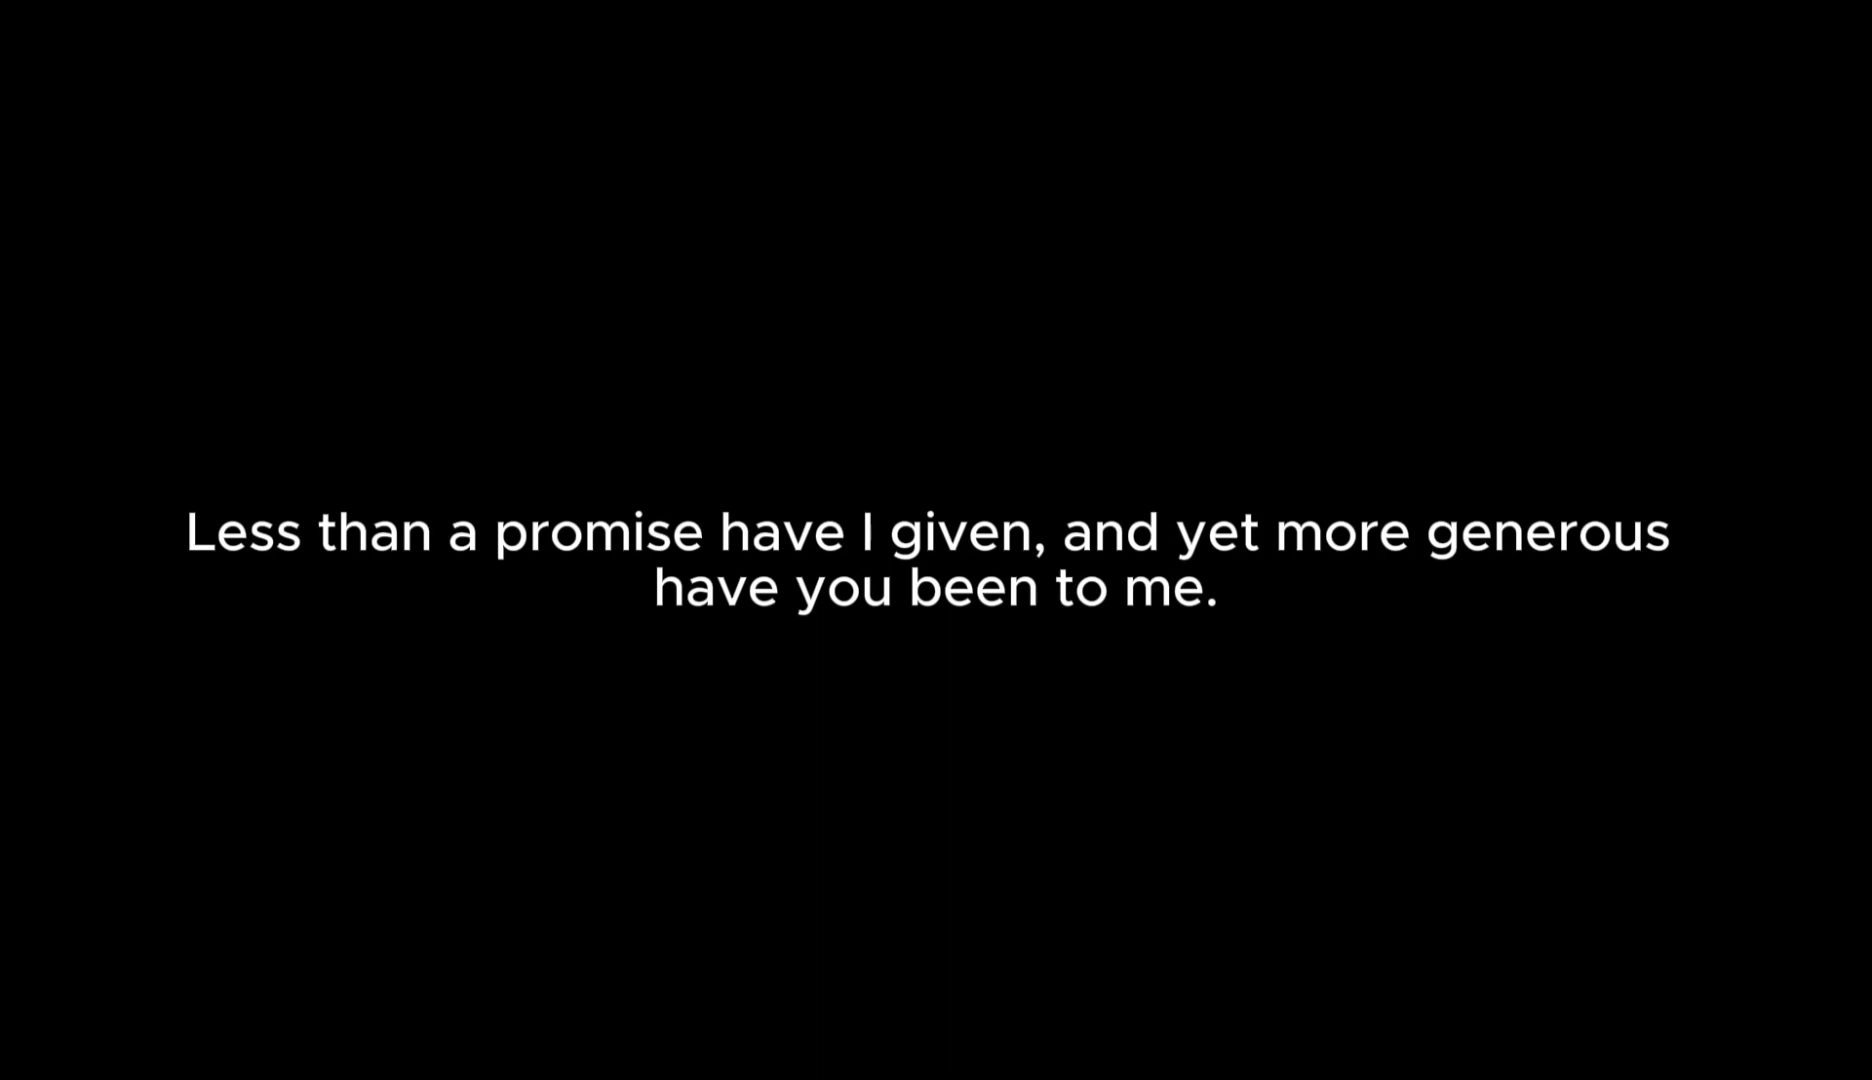 Less than a promise have I given, and yet more generous
have you been to me.